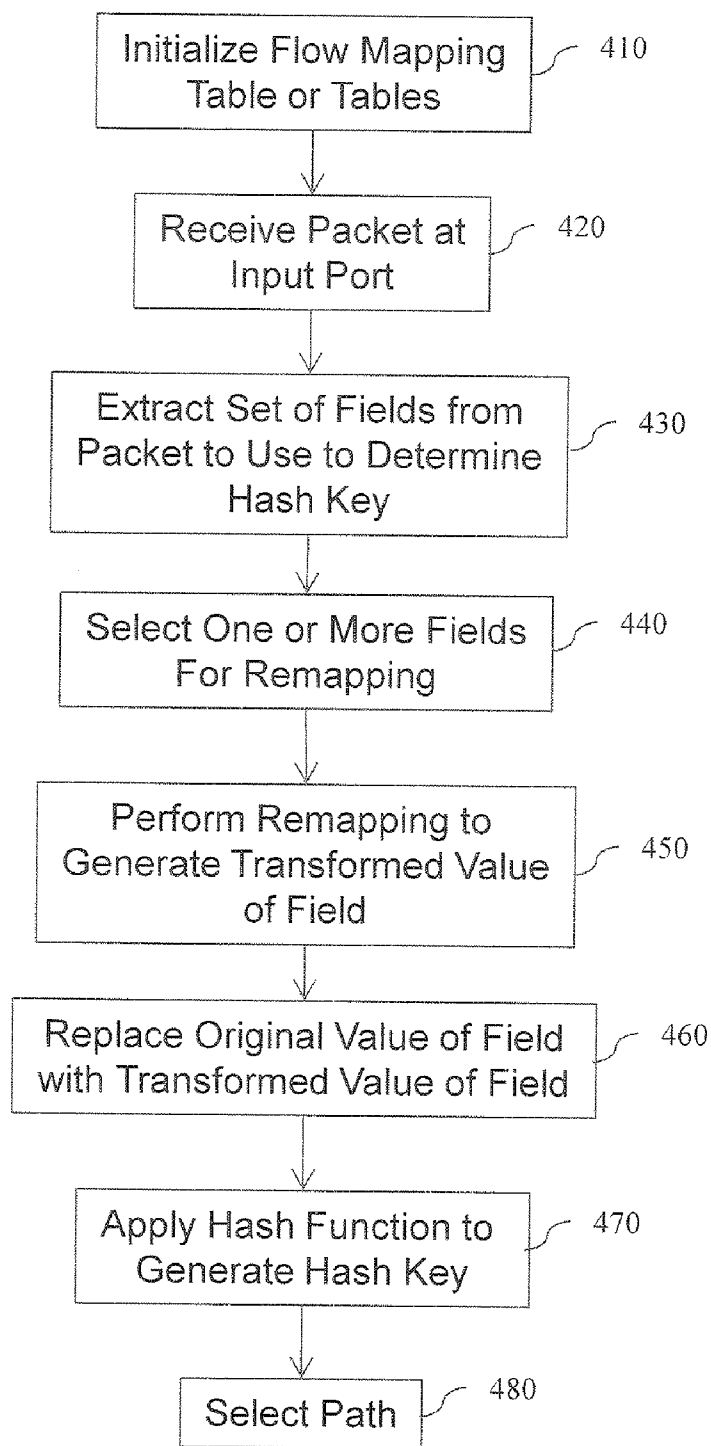 Initialize Flow Mapping
Table or Tables
410
Receive Packet at
Input Port
420
Extract Set of Fields from
Packet to Use to Determine
Hash Key
430
Select One or More Fields
For Remapping
440
Perform Remapping to
Generate Transformed Value
of Field
450
Replace Original Value of Field
with Transformed Value of Field
460
Apply Hash Function to
Generate Hash Key
470
Select Path
480